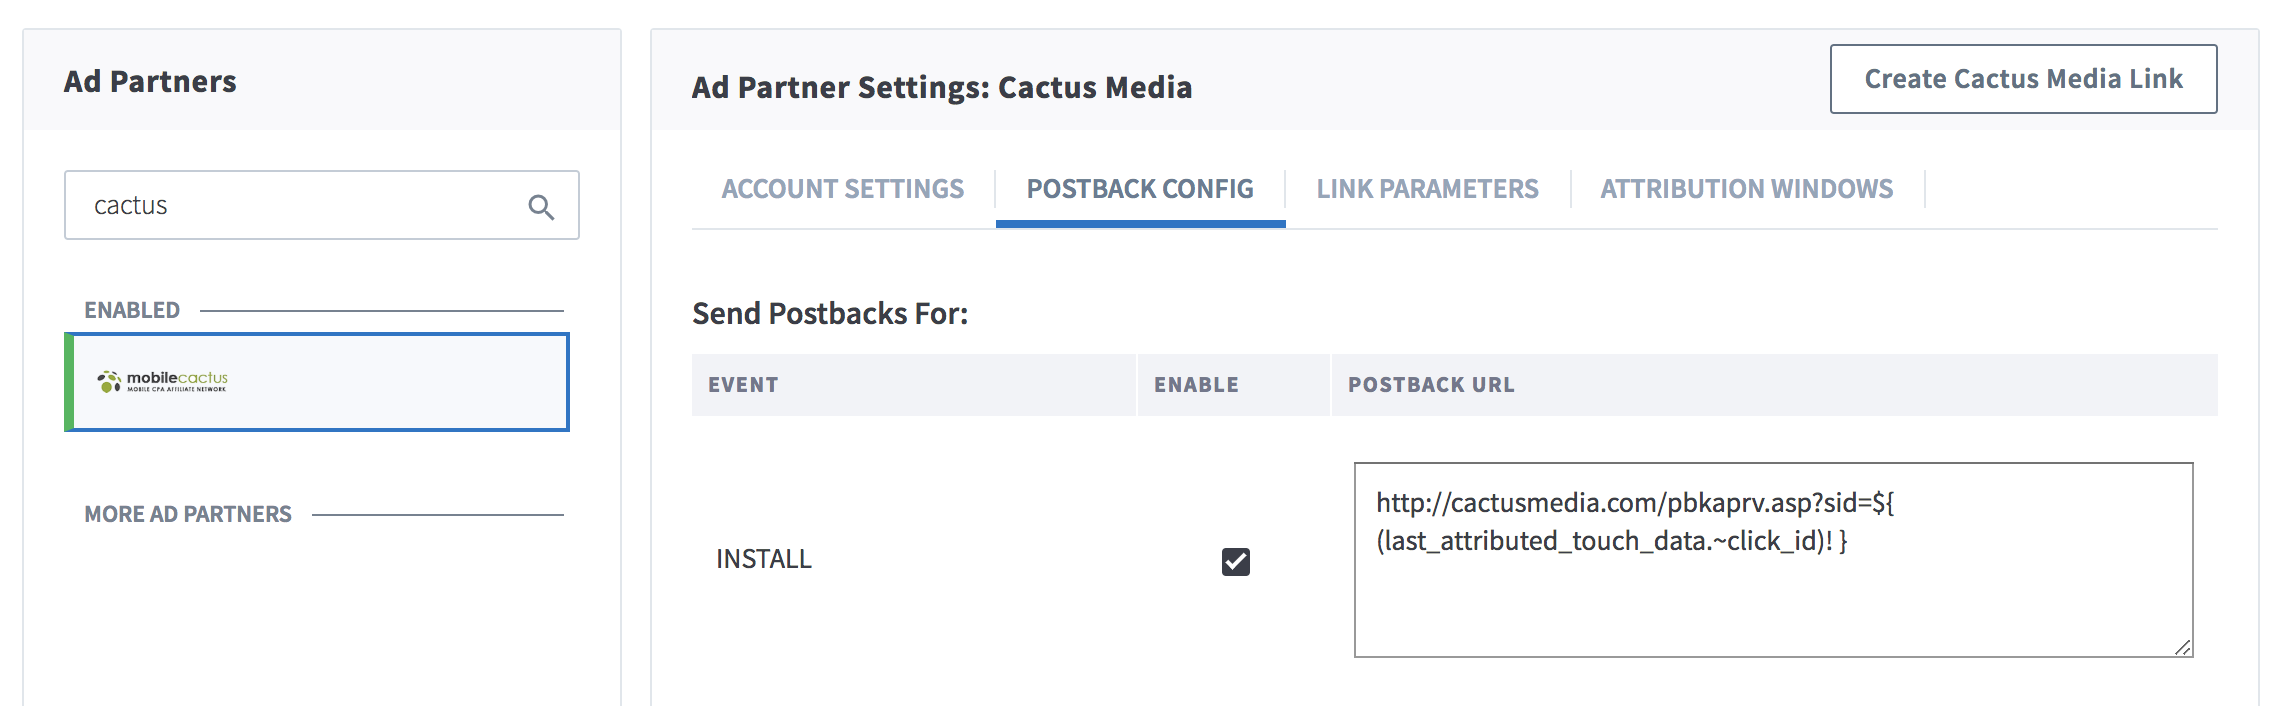 Ad Partners
cactus
ENABLED
mobilecactus
MOBILE CPA AFFILIATE NETWORK
MORE AD PARTNERS
Ad Partner Settings: Cactus Media
Create Cactus Media Link
ACCOUNT SETTINGS
POSTBACK CONFIG
LINK PARAMETERS
ATTRIBUTION WINDOWS
Send Postbacks For:
EVENT
ENABLE
POSTBACK URL
INSTALL
http://cactusmedia.com/pbkaprv.asp?sid=${
(last_attributed_touch_data.~click_id)! }